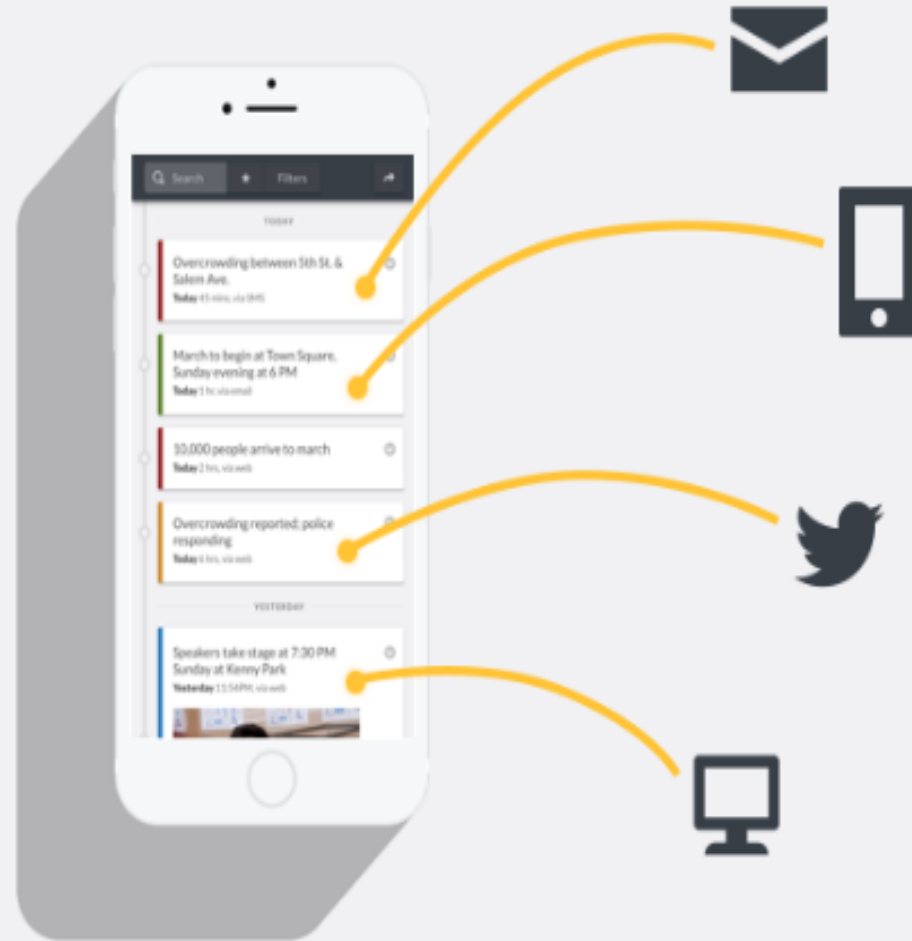 Search
Filters
TODAY
Overcrowding between 5th St. &
Salem Ave.
Today 45 mins, via SMS
March to begin at Town Square,
Sunday evening at 6 PM
Today 1 hr, via email
10,000 people arrive to march
Today 2 hrs, via web
Overcrowding reported; police
responding
Today 6 hrs, via web
YESTERDAY
Speakers take stage at 7:30 PM
Sunday at Kenny Park
Yesterday 11:54PM, via web